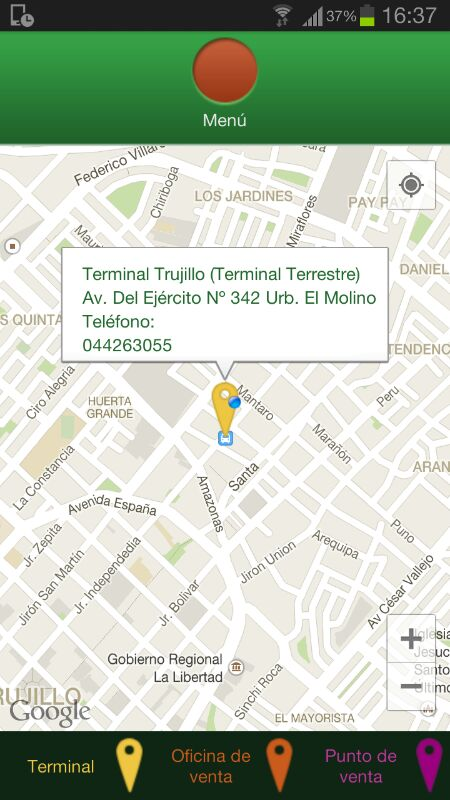 37% 16:37
Menú
Federico Villar
Chiriboga
LOS JARDINES
Miraflores
PAY PAY
DANIEL
Terminal Trujillo (Terminal Terrestre)
Av. Del Ejército Nº 342 Urb. El Molino
Teléfono:
044263055
S QUINTA
TENDENC
Ciro Alegria
HUERTA
GRANDE
Mantaro
Perú
Marañón
La Constancia
Santa
ARAN
Amazonas
Avenida España
Puno
Arequipa
Jr. Zepita
Jirón San Martín
Jr. Independencia
Jiron Union
Jr. Bolivar
Av César Vallejo
Gobierno Regional
La Libertad
Sinchi Roca
+
Iglesia
Jesuc
Santo
Último
−
RUJILLO
Google
EL MAYORISTA
Terminal
Oficina de
venta
Punto de
venta